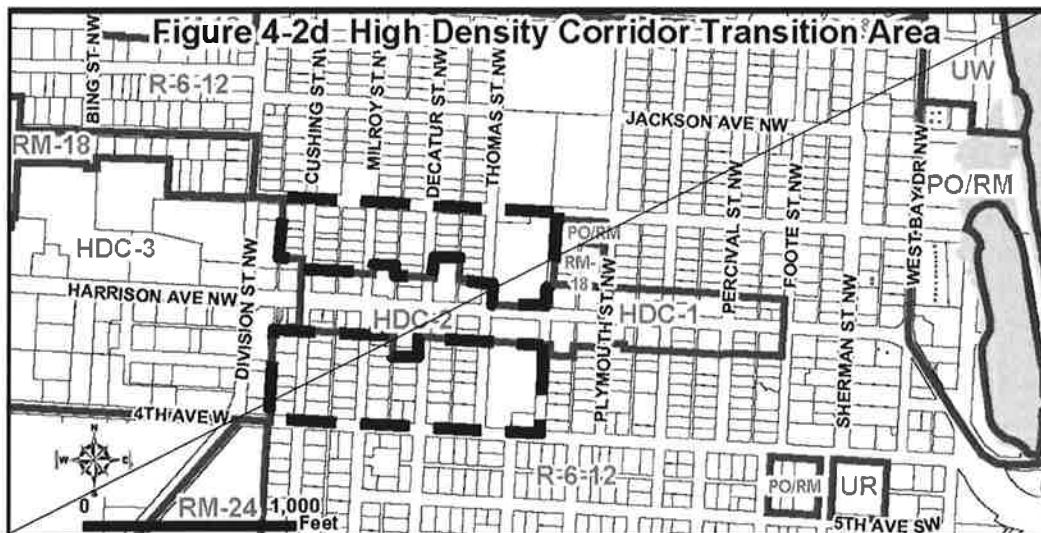 Figure 4-2d High Density Corridor Transition Area
UW
R-6-12
BING ST NW
CUSHING ST NW
MILROY ST NW
DECATUR ST NW
THOMAS ST NW
JACKSON AVE NW
WEST BAY DR NW
RM-18
PO/RM
PERCIVAL ST NW
FOOTE ST NW
PO/RM
HDC-3
RM-
18
HARRISON AVE NW
DIVISION ST NW
HDC-2
PLYMOUTH ST NW
HDC-1
SHERMAN ST NW
4TH AVE W
N
W
E
S
R-6-12
PO/RM
UR
0
1,000
Feet
RM-24
5TH AVE SW